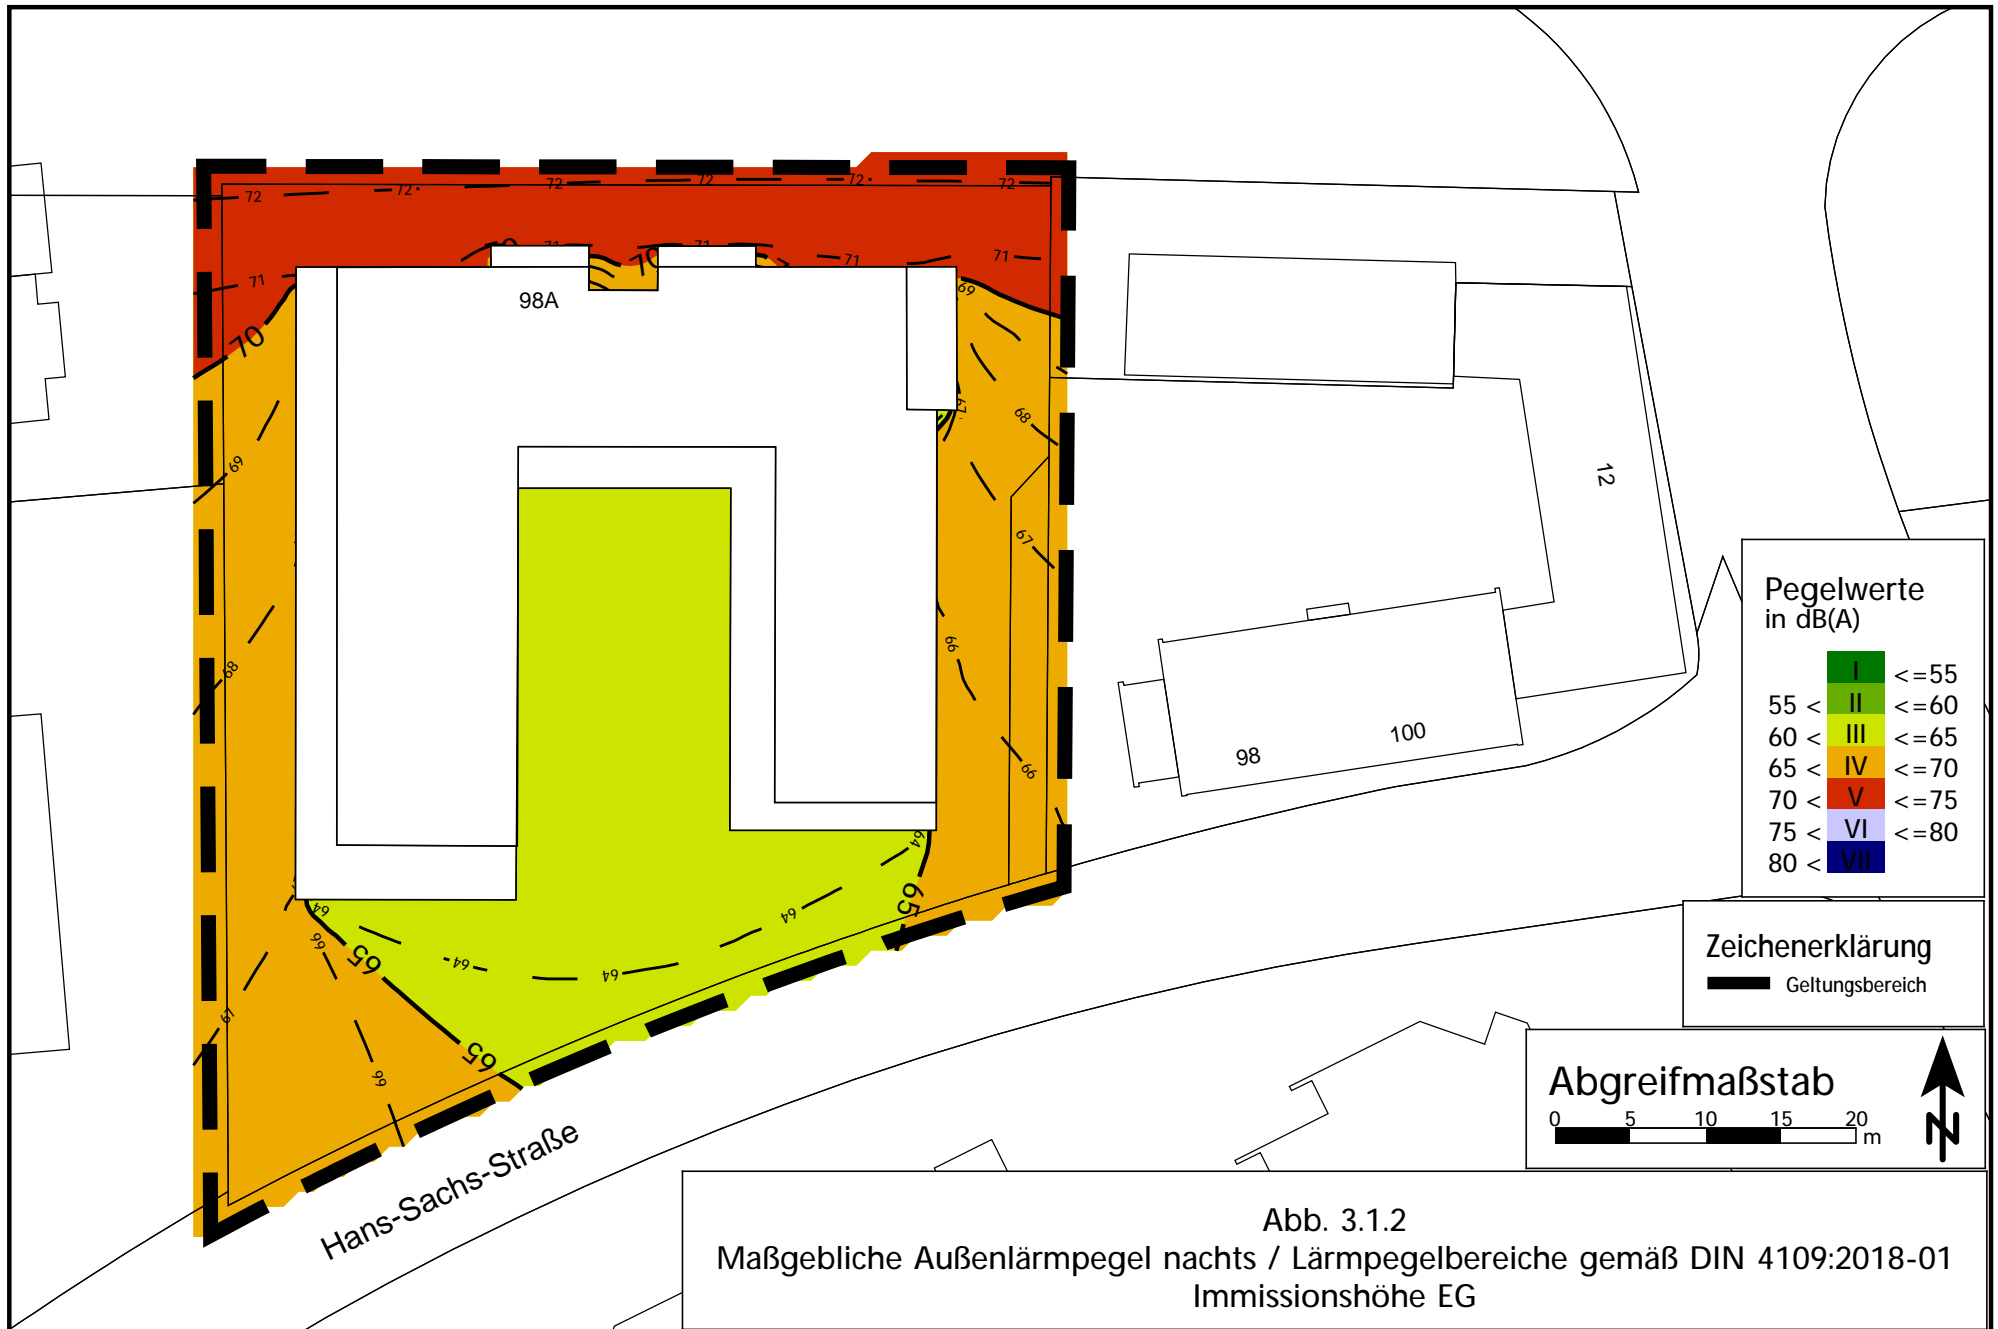 72
72
72
72
72
72
71
71
71
71
71
70
70
98A
70
69
69
68
67
12
69
67
66
68
66
98
100
64
65
64
64
66
65
64
64
67
65
66
Hans-Sachs-Straße
Pegelwerte
in dB(A)
I <=55
55 < II <=60
60 < III <=65
65 < IV <=70
70 < V <=75
75 < VI <=80
80 < VII
Zeichenerklärung
Geltungsbereich
Abgreifmaßstab
0 5 10 15 20
m
N
Abb. 3.1.2
Maßgebliche Außenlärmpegel nachts / Lärmpegelbereiche gemäß DIN 4109:2018-01
Immissionshöhe EG